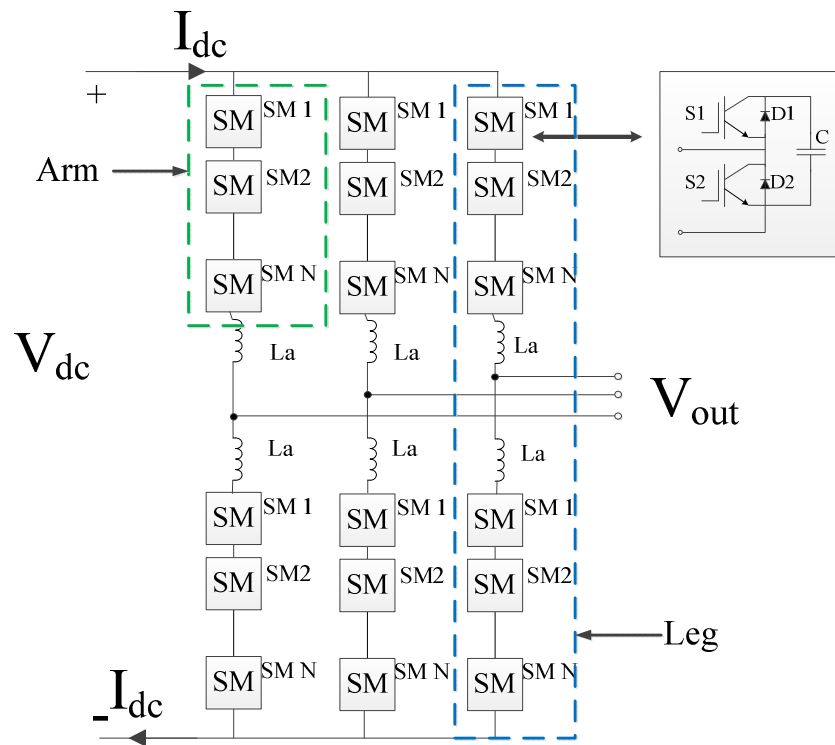 Idc
+
SM SM 1 SM SM 1 SM SM 1
S1 D1 C
Arm
SM SM2 SM SM2 SM SM2
S2 D2
SM SM N SM SM N SM SM N
La La La
Vdc
Vout
La La La
SM SM 1 SM SM 1 SM SM 1
SM SM2 SM SM2 SM SM2
Leg
SM SM N SM SM N SM SM N
- Idc